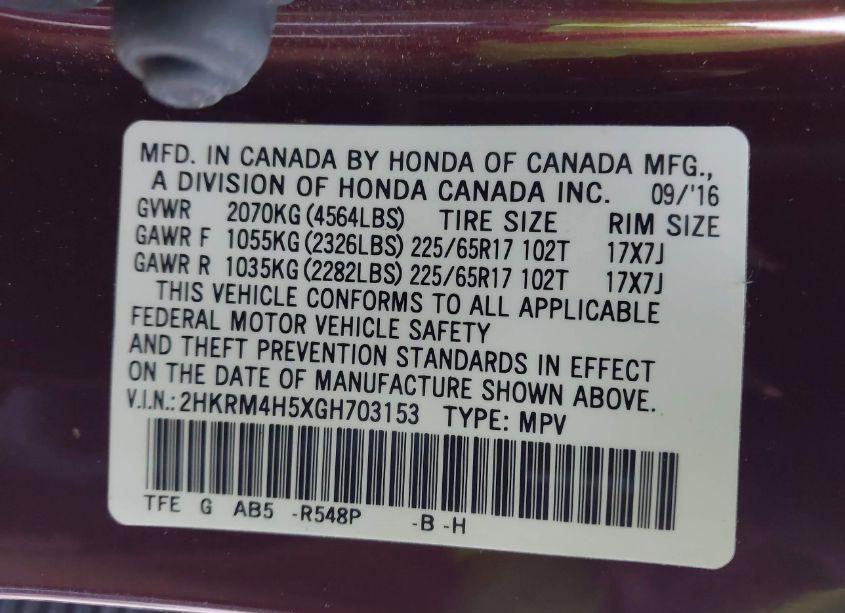 MFD. IN CANADA BY HONDA OF CANADA MFG.,
A DIVISION OF HONDA CANADA INC. 09/'16
GVWR 2070KG (4564LBS) TIRE SIZE RIM SIZE
GAWR F 1055KG (2326LBS) 225/65R17 102T 17X7J
GAWR R 1035KG (2282LBS) 225/65R17 102T 17X7J
THIS VEHICLE CONFORMS TO ALL APPLICABLE
FEDERAL MOTOR VEHICLE SAFETY
AND THEFT PREVENTION STANDARDS IN EFFECT
ON THE DATE OF MANUFACTURE SHOWN ABOVE.
V.I.N.: 2HKRM4H5XGH703153 TYPE: MPV
TFE G AB5 -R548P -B -H